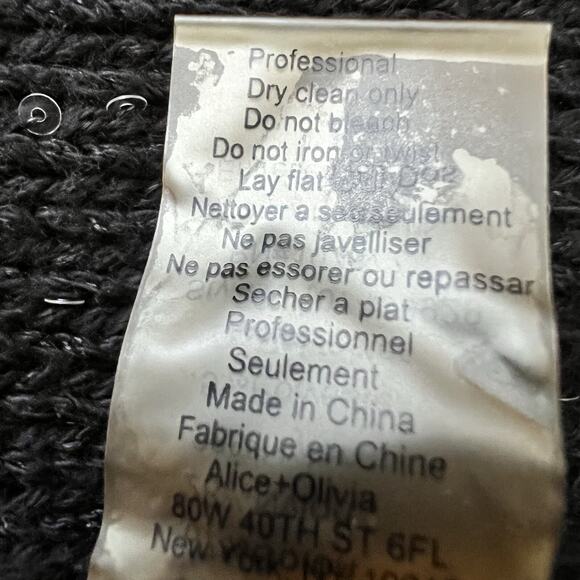 Professional
Dry clean only
Do not bleach
Do not iron or twist
Lay flat
Nettoyer a sec seulement
Ne pas javelliser
Ne pas essorer ou repassar
Secher a plat
Professionnel
Seulement
Made in China
Fabrique en Chine
Alice+Olivia
80W 40TH ST 6FL
New York